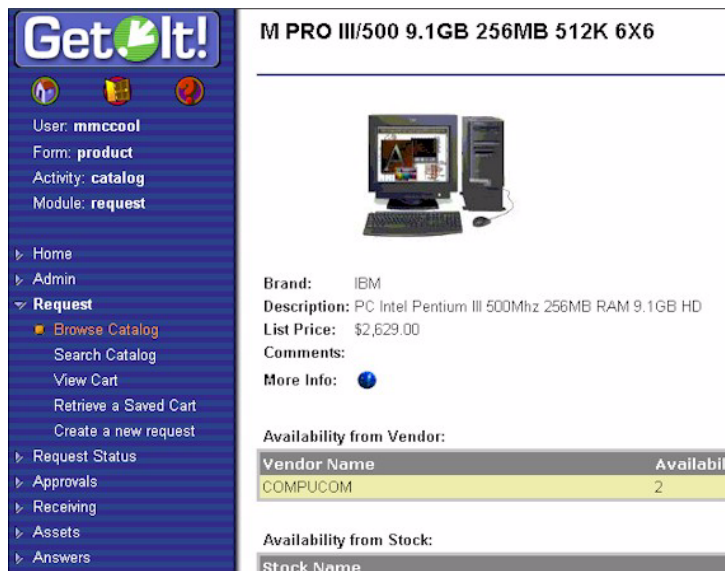 Get It!
User: mmccool
Form: product
Activity: catalog
Module: request
Home
Admin
Request
Browse Catalog
Search Catalog
View Cart
Retrieve a Saved Cart
Create a new request
Request Status
Approvals
Receiving
Assets
Answers
M PRO III/500 9.1GB 256MB 512K 6X6
Brand: IBM
Description: PC Intel Pentium III 500Mhz 256MB RAM 9.1GB HD
List Price: $2,629.00
Comments:
More Info:
Availability from Vendor:
Vendor Name Availabil
COMPUCOM 2
Availability from Stock:
Stock Name